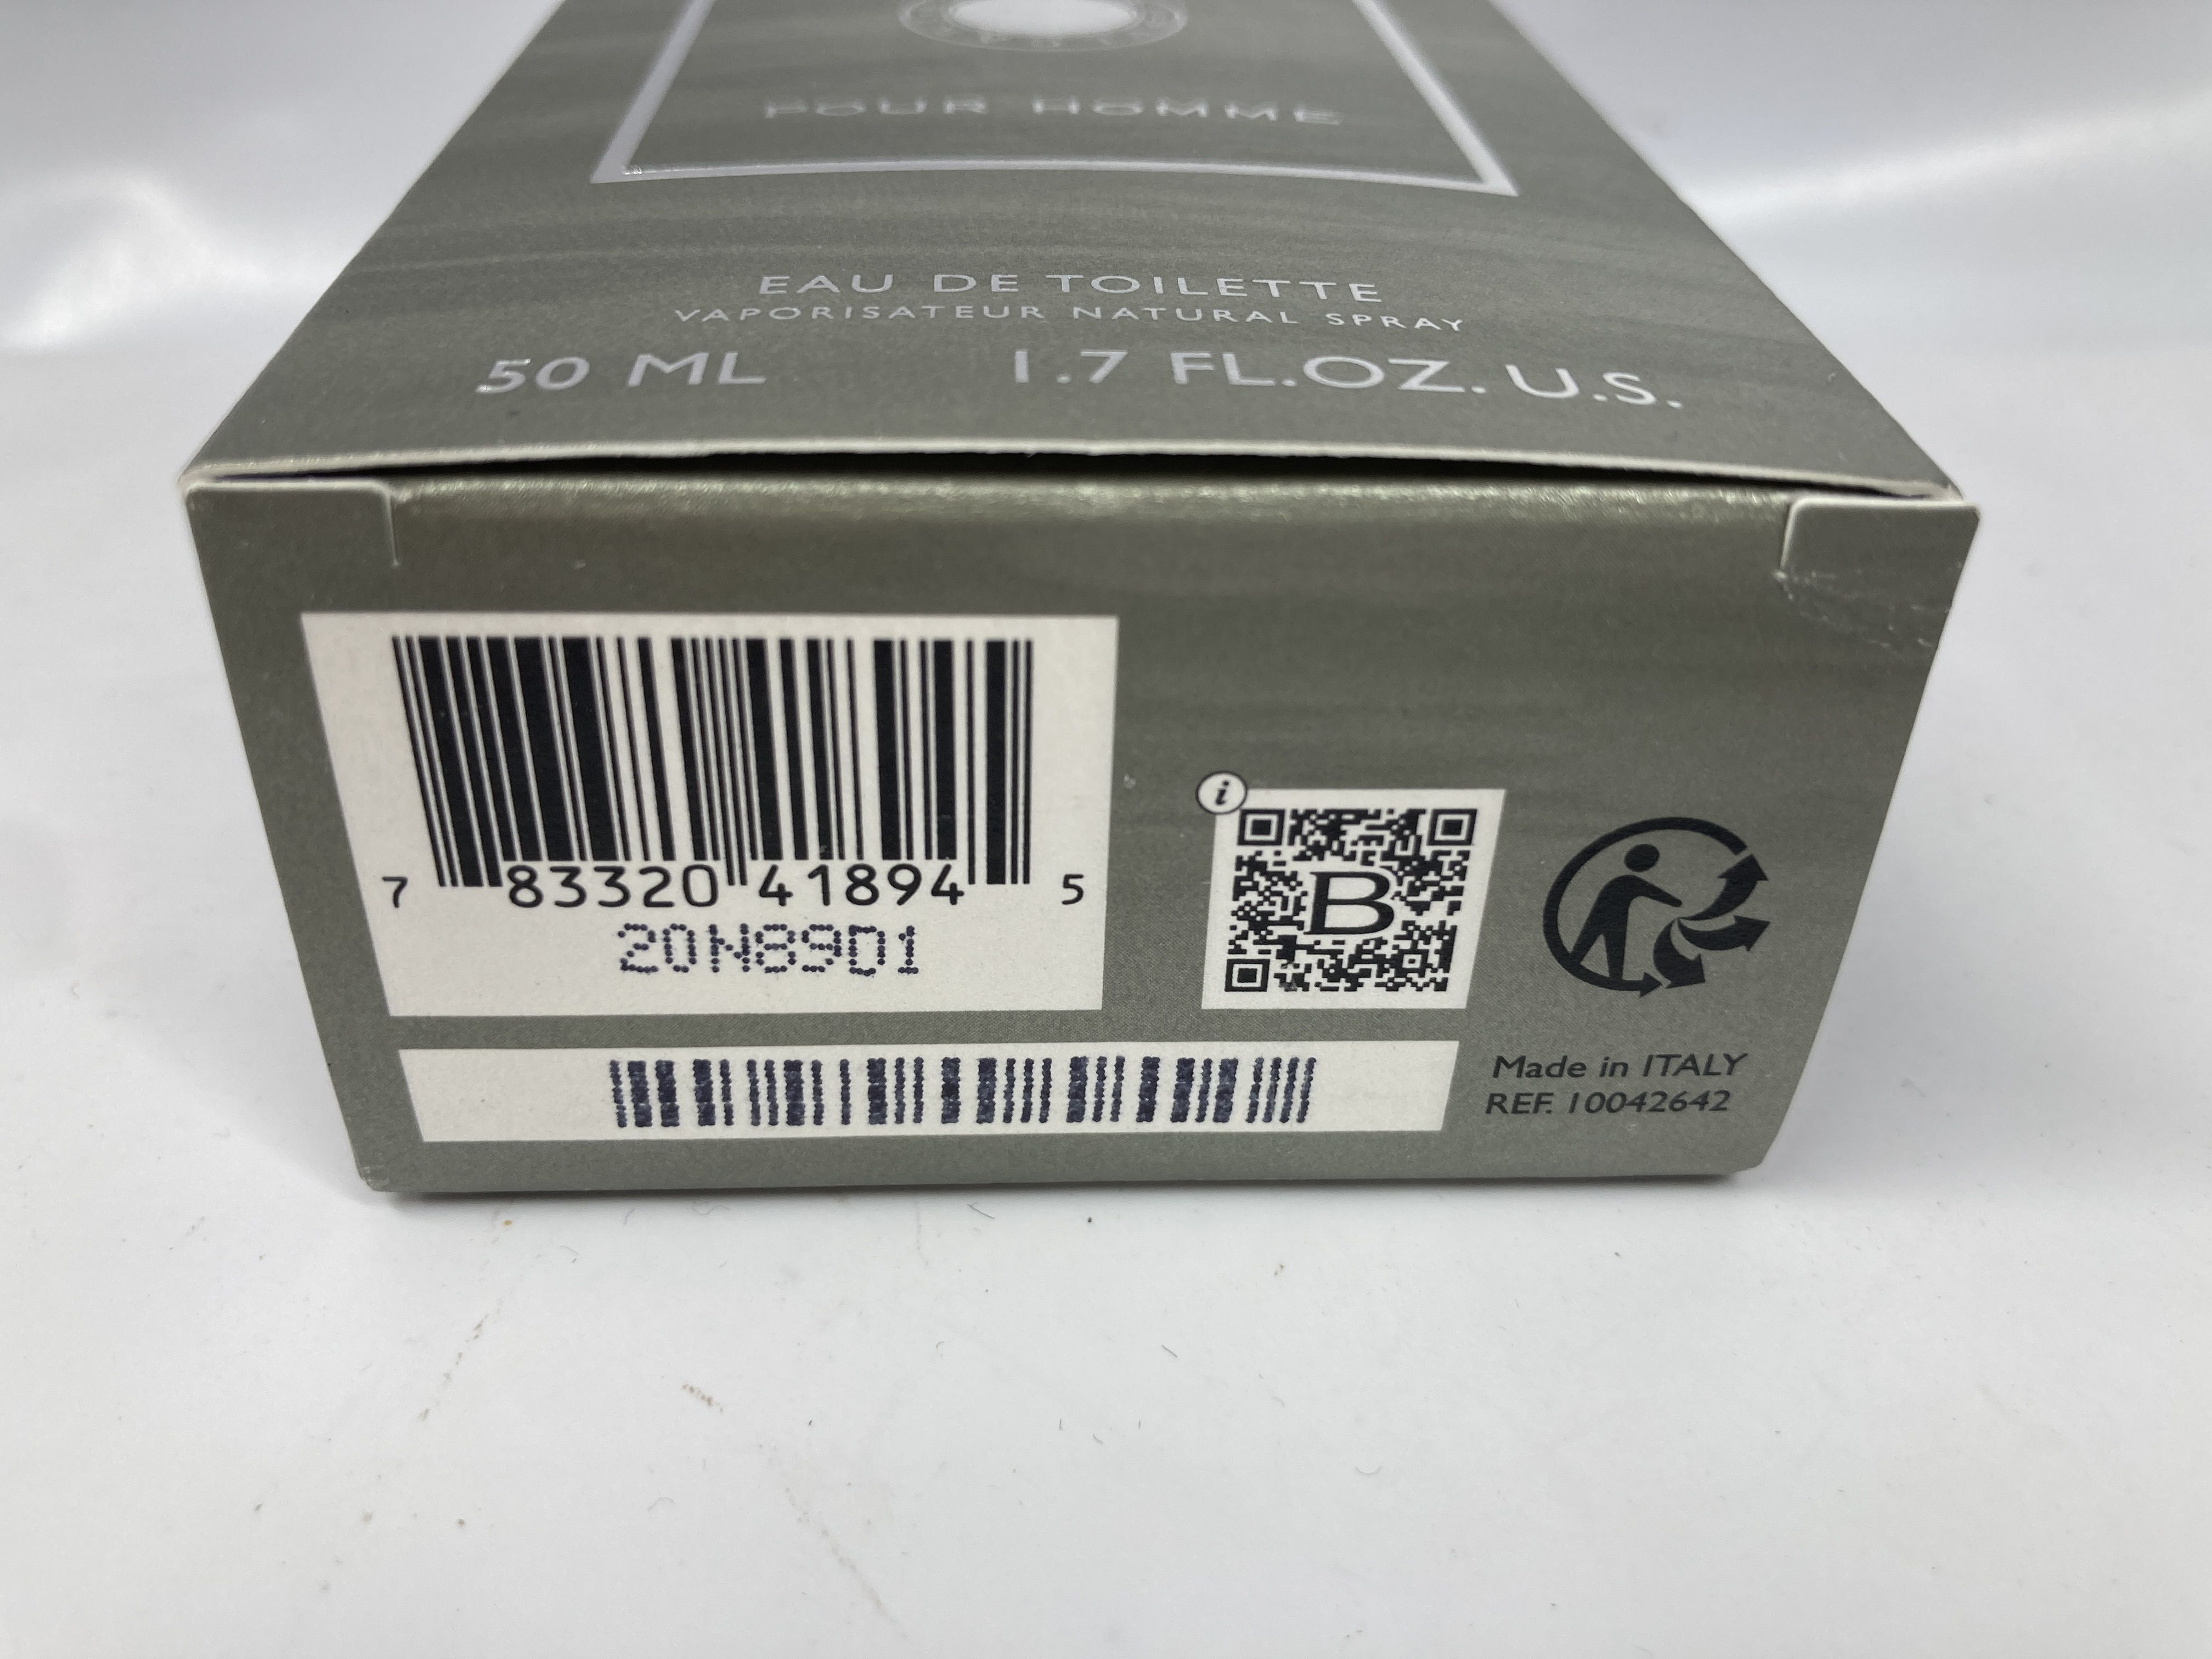 POUR HOMME
EAU DE TOILETTE
VAPORISATEUR NATURAL SPRAY
50 ML 1.7 FL.OZ. U.S.
7 83320 41894 5
20N89D1
i
B
Made in ITALY
REF. 10042642